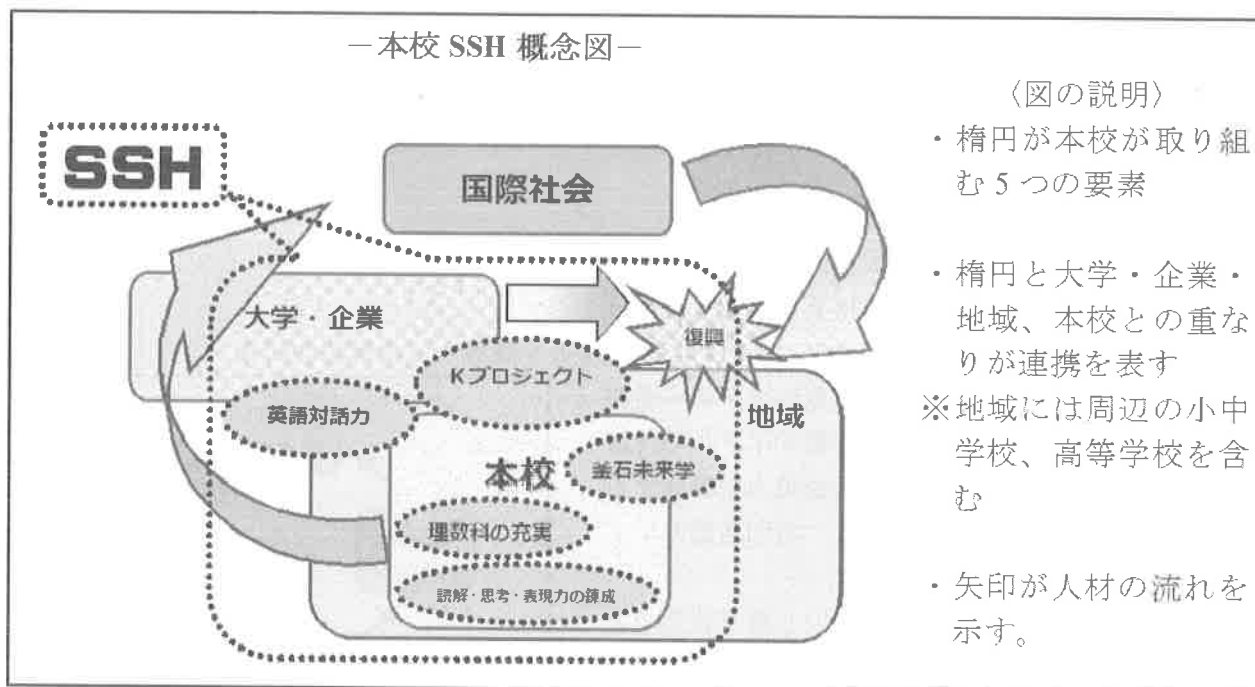 －本校 SSH 概念図－
SSH
国際社会
大学・企業
復興
Kプロジェクト
英語対話力
地域
本校
釜石未来学
理数科の充実
読解・思考・表現力の錬成
〈図の説明〉
・楕円が本校が取り組
む 5 つの要素
・楕円と大学・企業・
地域、本校との重な
りが連携を表す
※地域には周辺の小中
学校、高等学校を含
む
・矢印が人材の流れを
示す。